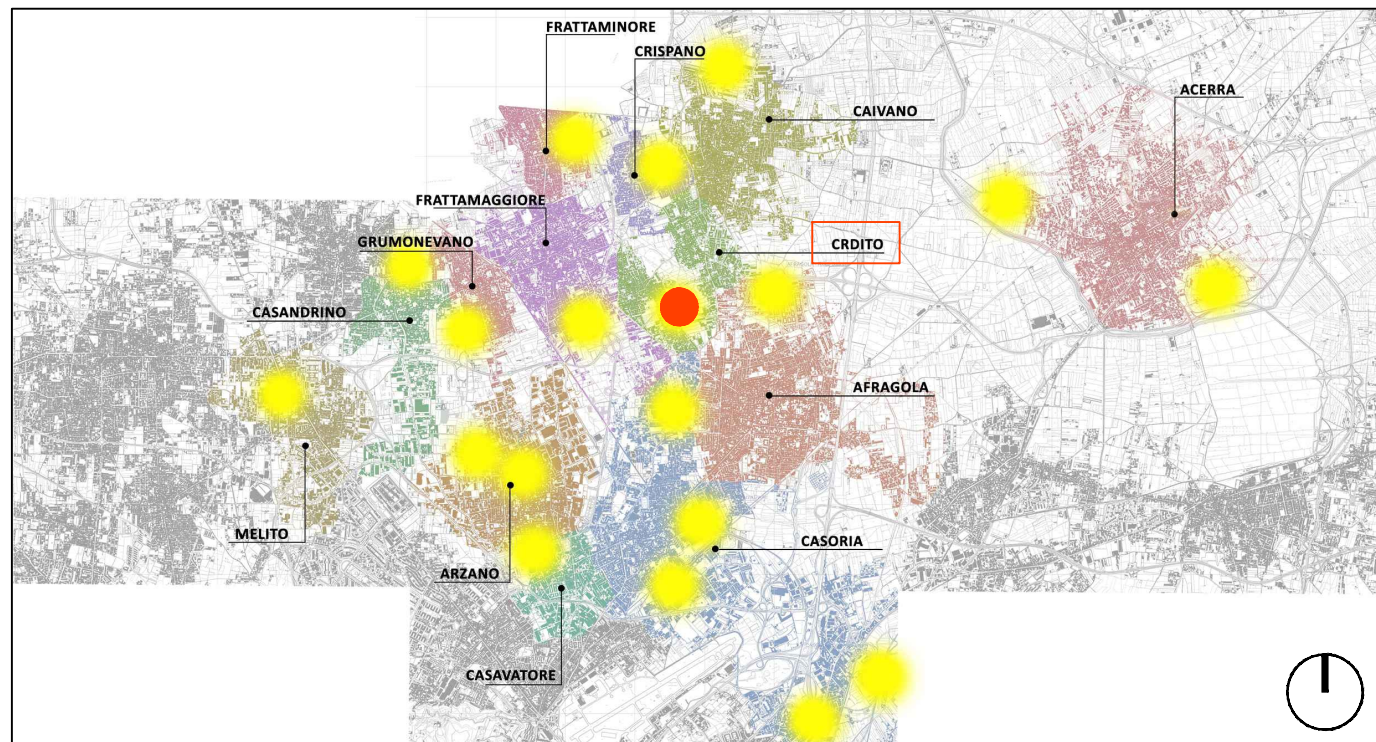 FRATTAMINORE
CRISPANO
ACERRA
CAIVANO
FRATTAMAGGIORE
GRUMONEVANO
CRDITO
CASANDRINO
AFRAGOLA
MELITO
CASORIA
ARZANO
CASAVATORE